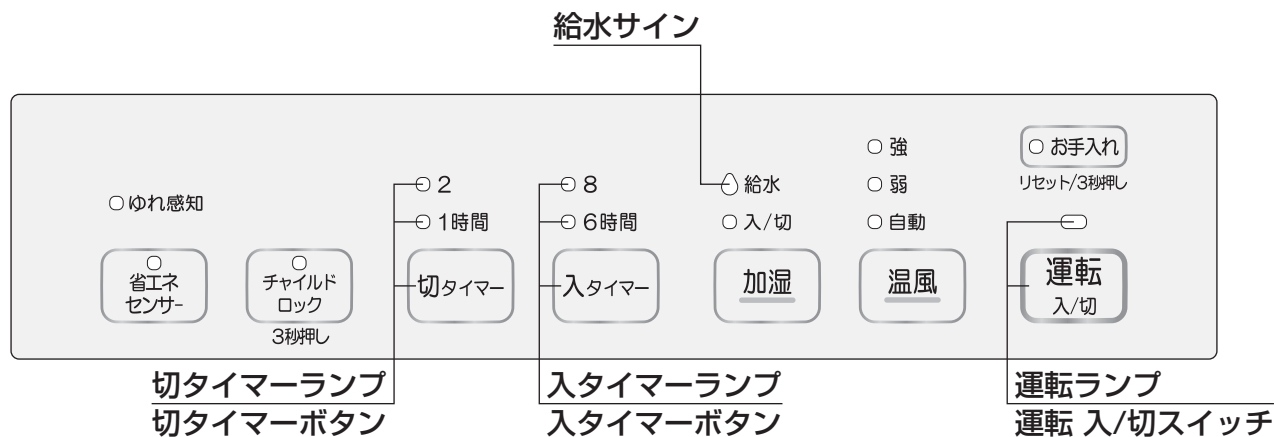 給水サイン
強
お手入れ
2
8
給水
弱
リセット/3秒押し
ゆれ感知
1時間
6時間
入/切
自動
省エネ
センサー
チャイルド
ロック
切タイマー
入タイマー
加湿
温風
運転
入/切
3秒押し
切タイマーランプ
切タイマーボタン
入タイマーランプ
入タイマーボタン
運転ランプ
運転 入/切スイッチ